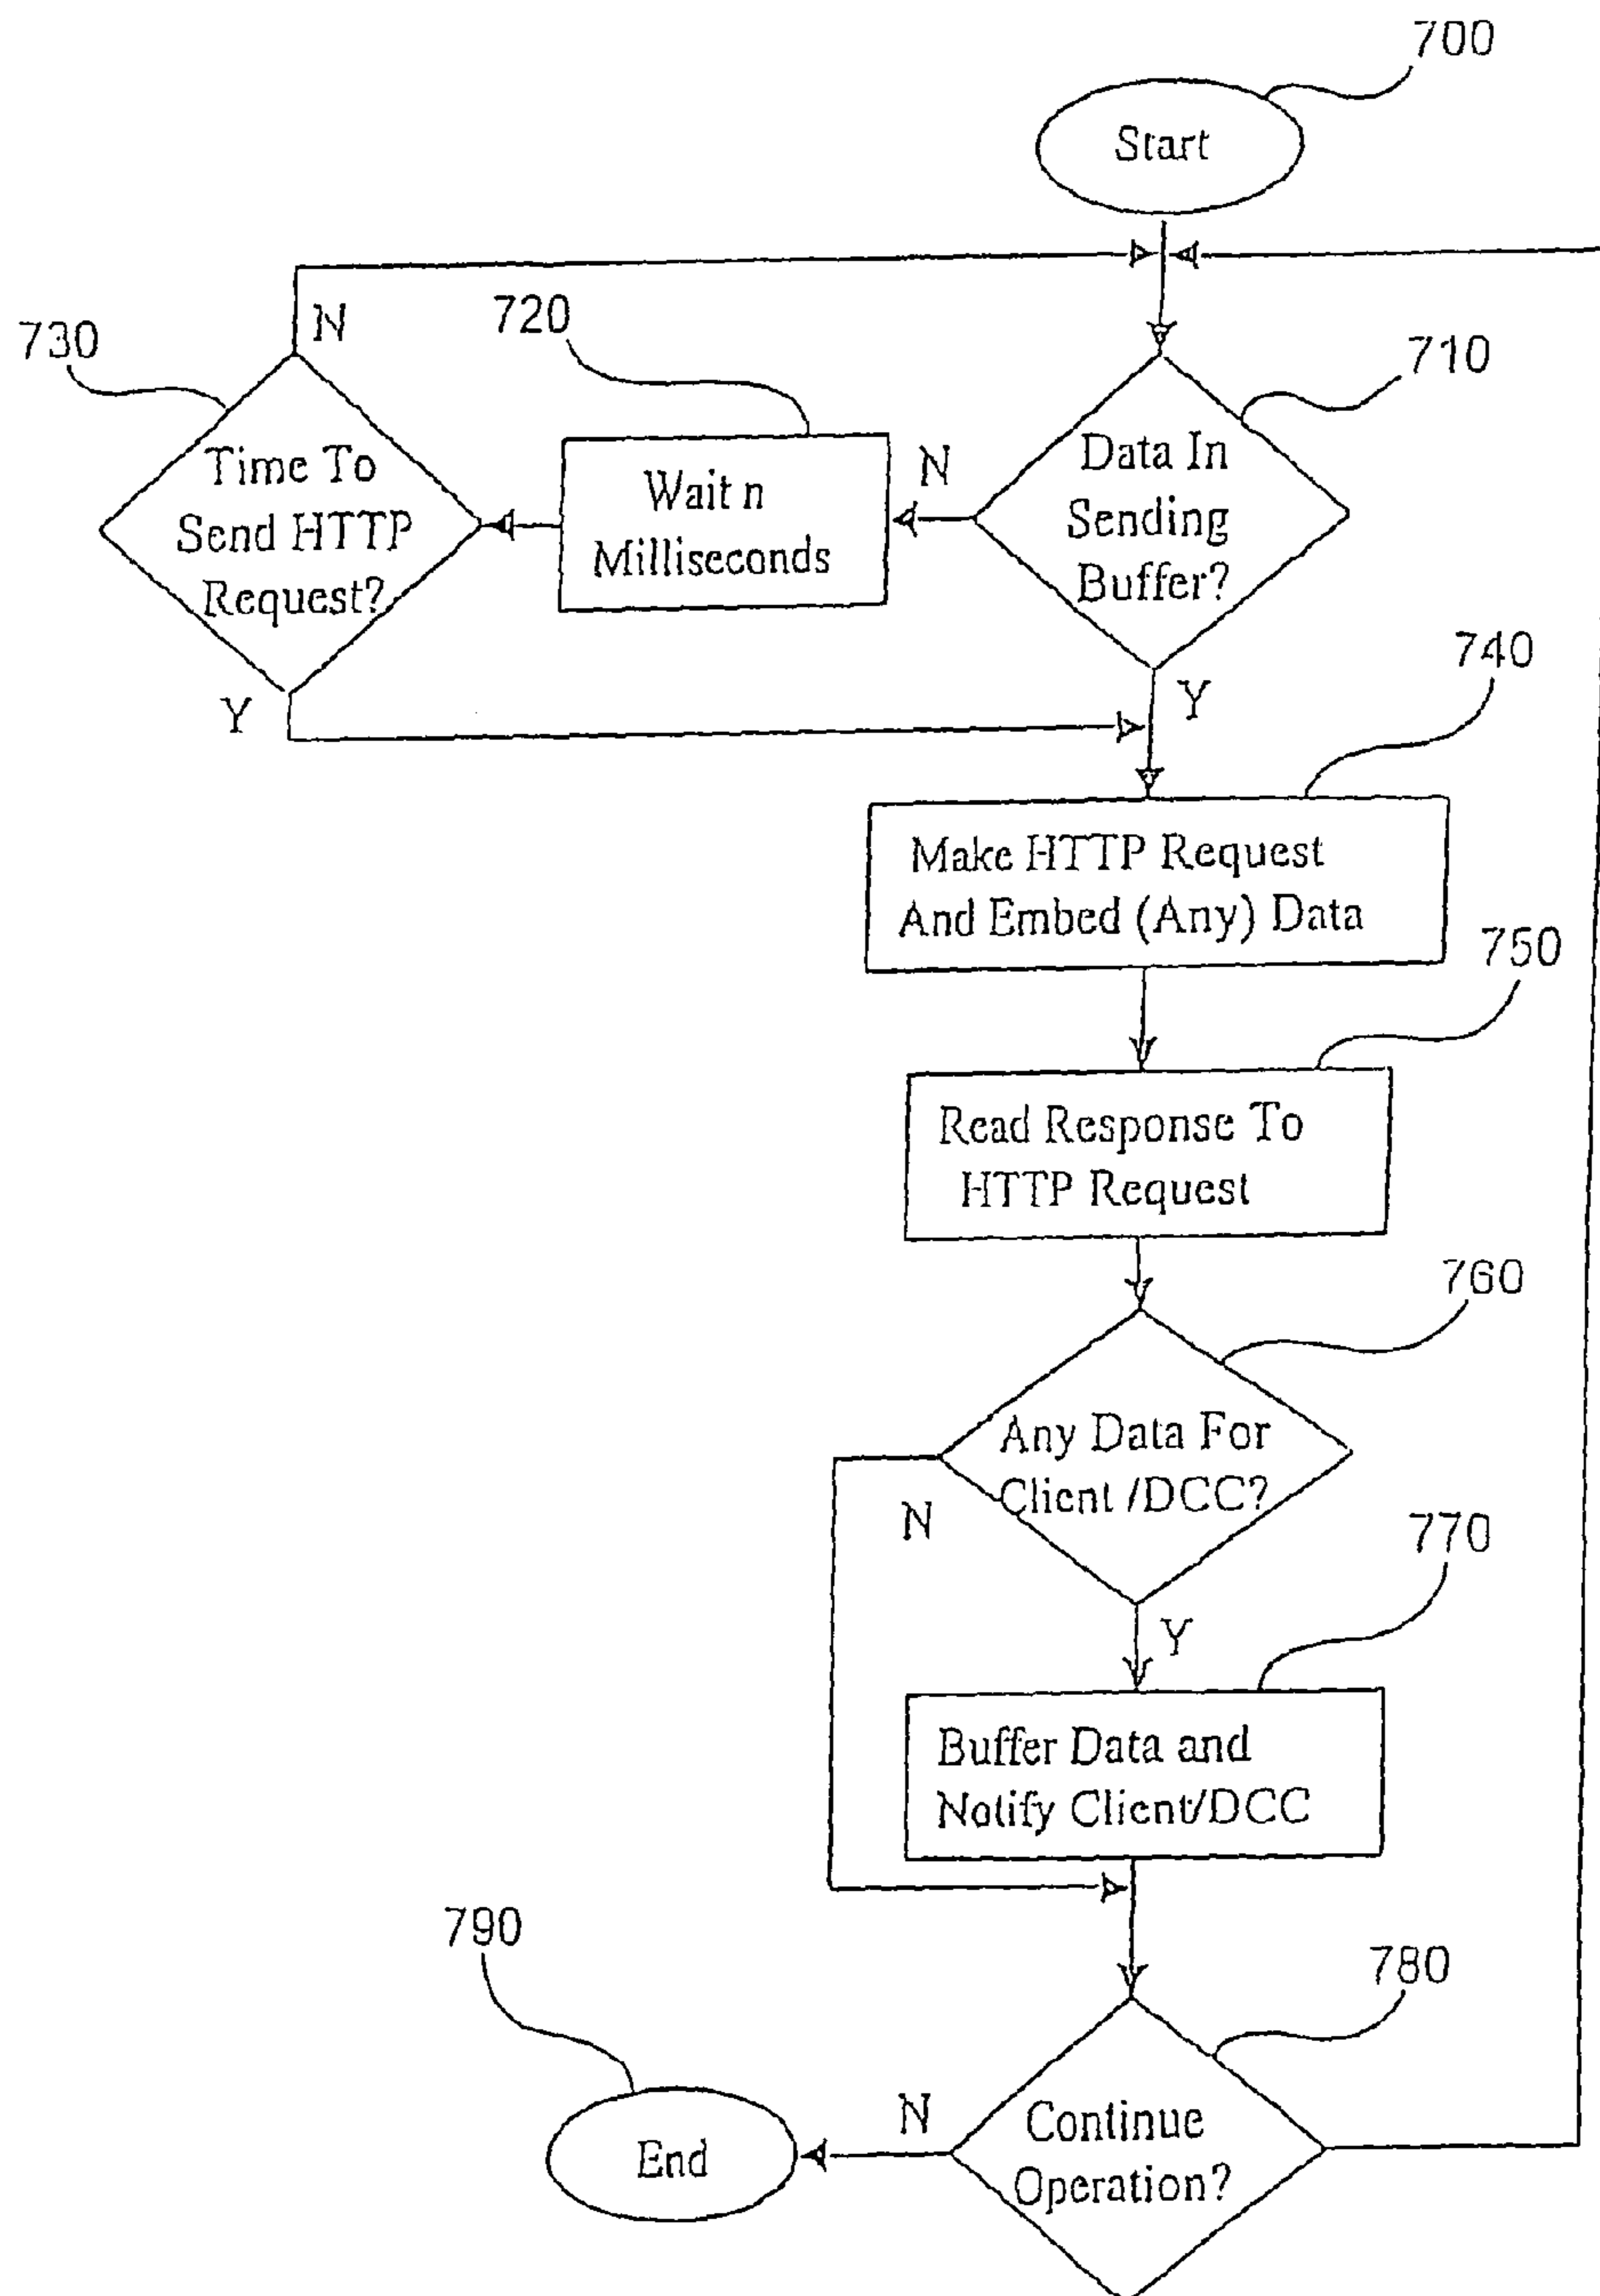 700
Start
N
720
730
710
Time To
Send HTTP
Request?
Wait n
Milliseconds
N
Data In
Sending
Buffer?
740
Y
Y
Make HTTP Request
And Embed (Any) Data
750
Read Response To
HTTP Request
760
Any Data For
Client /DCC?
N
770
Y
Buffer Data and
Notify Client/DCC
790
780
N
Continue
Operation?
End